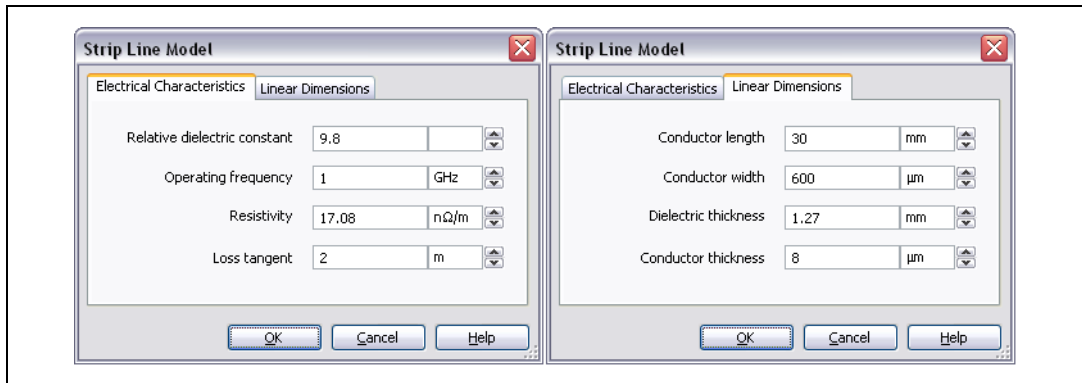 Strip Line Model
Electrical Characteristics Linear Dimensions
Relative dielectric constant 9.8
Operating frequency 1 GHz
Resistivity 17.08 nΩ/m
Loss tangent 2 m
OK Cancel Help
Strip Line Model
Electrical Characteristics Linear Dimensions
Conductor length 30 mm
Conductor width 600 µm
Dielectric thickness 1.27 mm
Conductor thickness 8 µm
OK Cancel Help